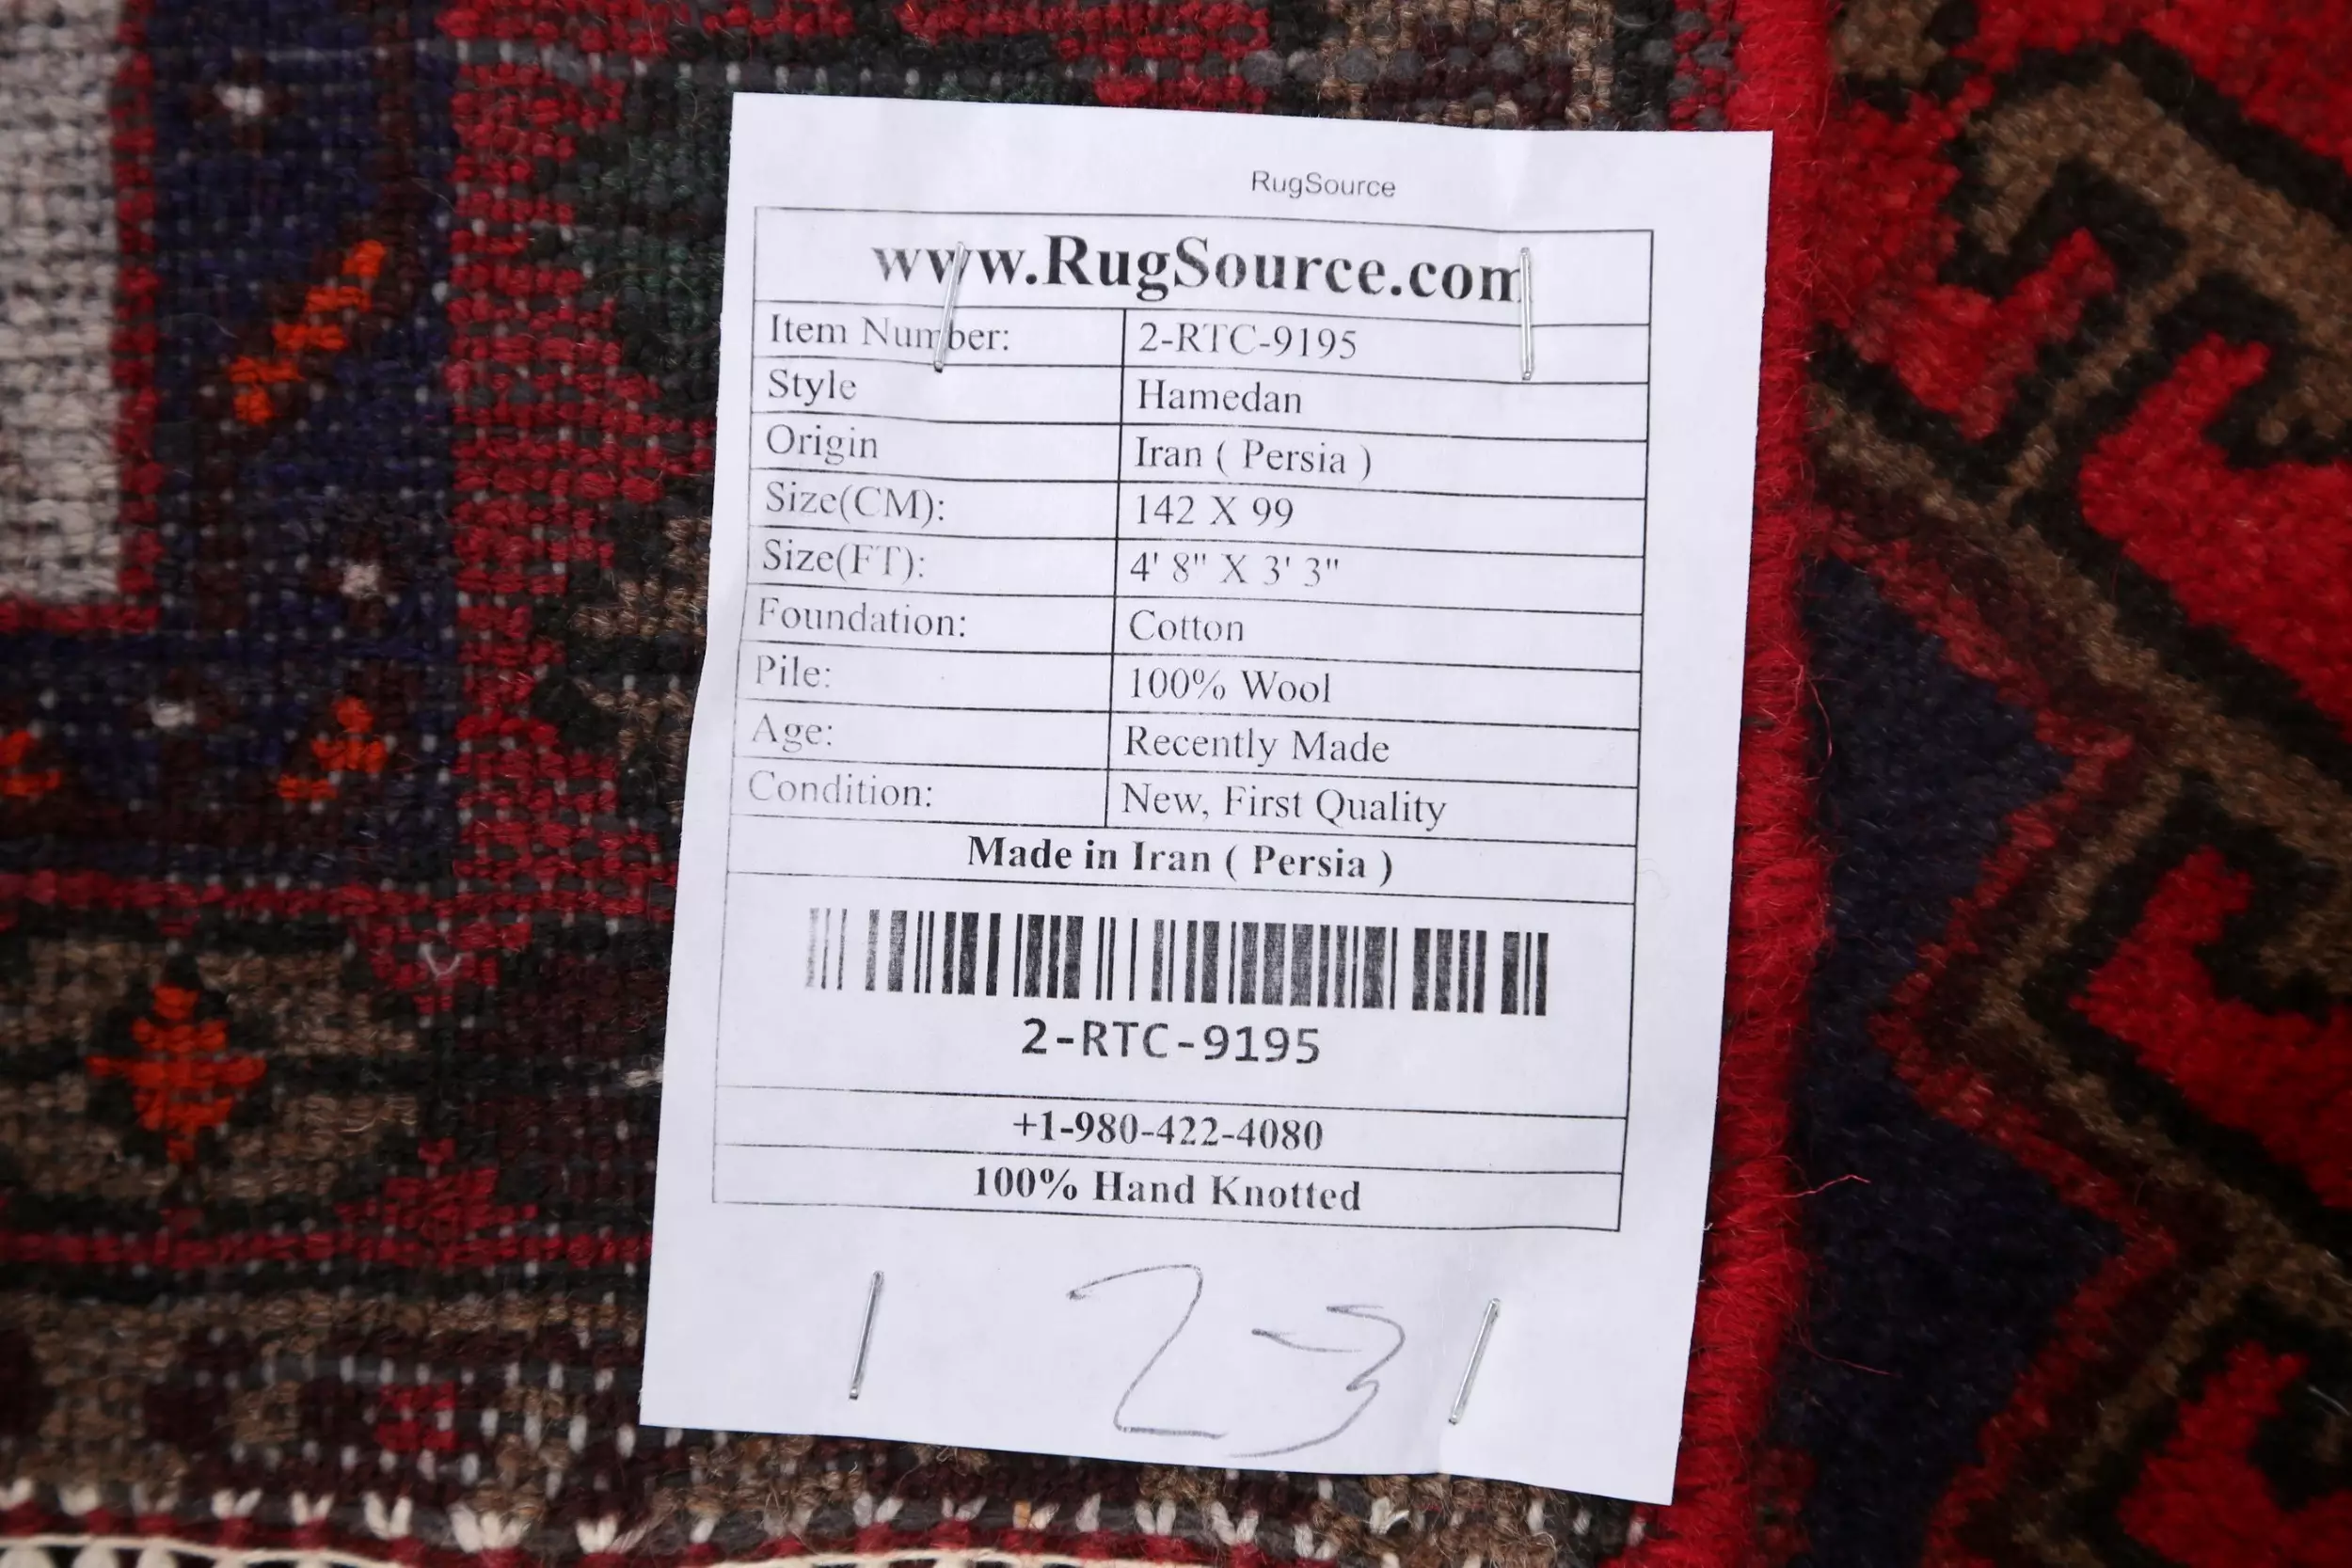 RugSource
www.RugSource.com
Item Number: 2-RTC-9195
Style Hamedan
Origin Iran ( Persia )
Size(CM): 142 X 99
Size(FT): 4' 8" X 3' 3"
Foundation: Cotton
Pile: 100% Wool
Age: Recently Made
Condition: New, First Quality
Made in Iran ( Persia )
2-RTC-9195
+1-980-422-4080
100% Hand Knotted
23